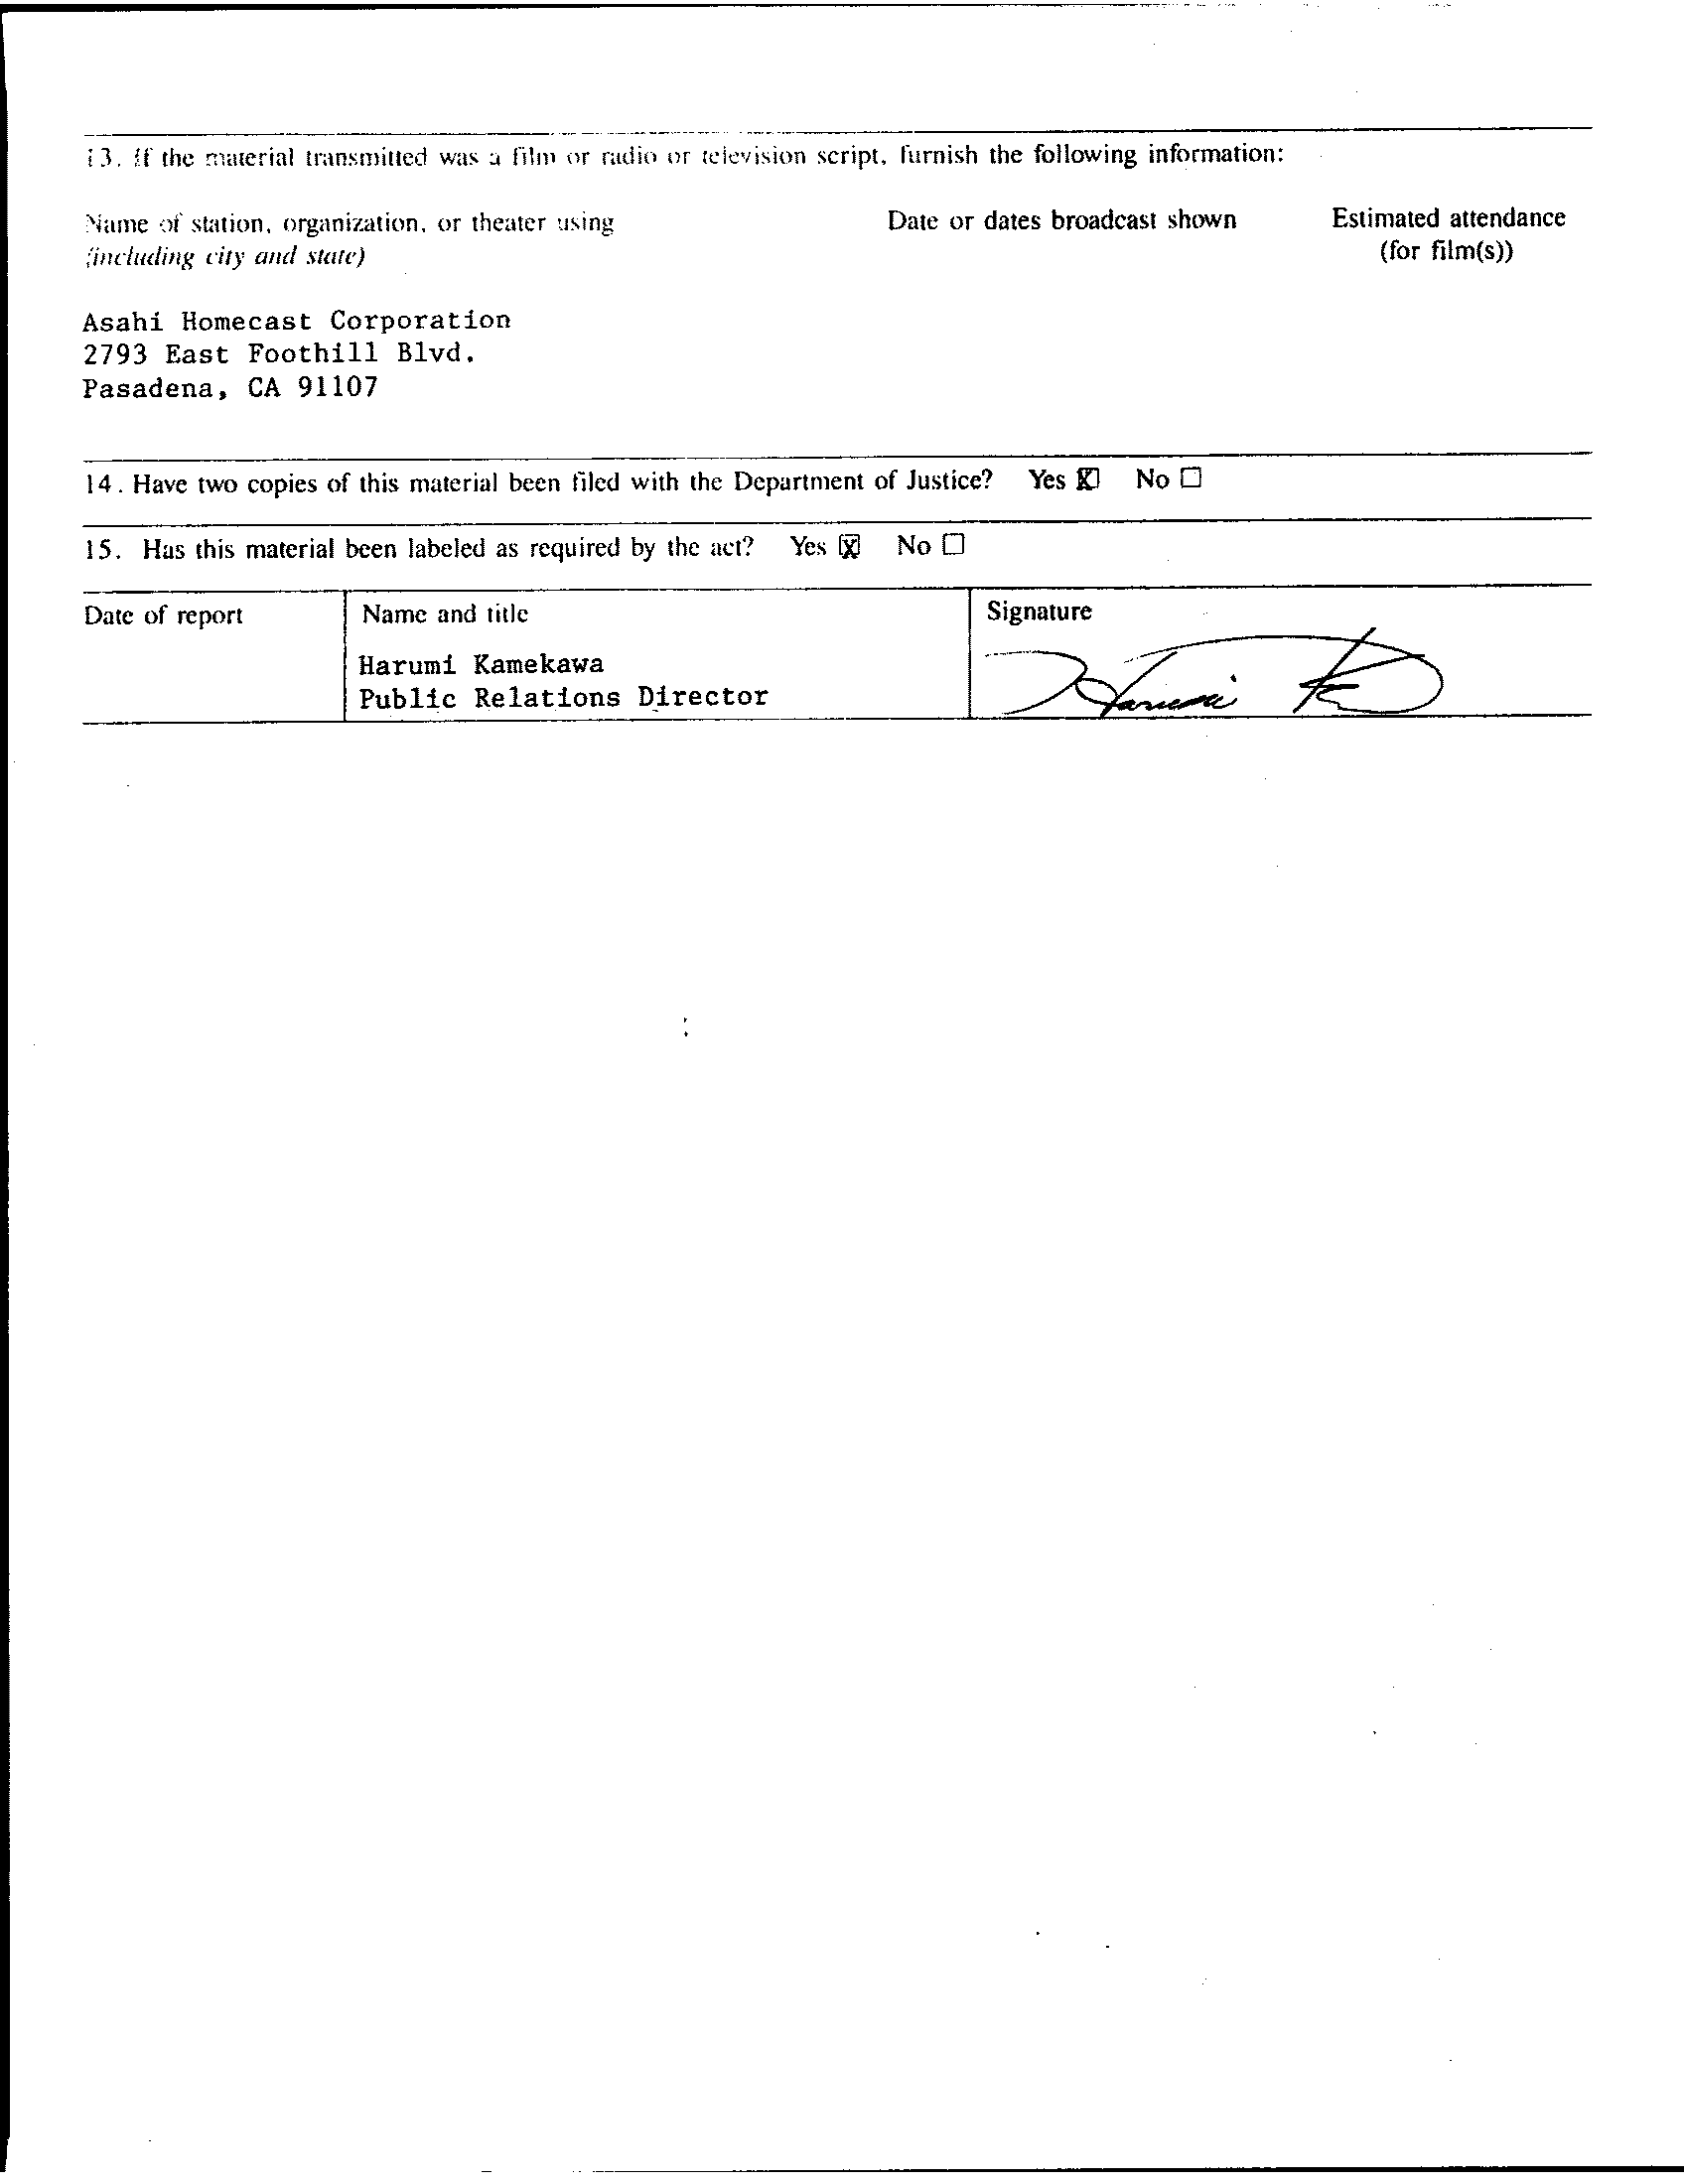 13. If the material transmitted was a film or radio or television script, furnish the following information:
Name of station, organization, or theater using Date or dates broadcast shown Estimated attendance
(including city and state) (for film(s))
Asahi Homecast Corporation
2793 East Foothill Blvd.
Pasadena, CA 91107
14. Have two copies of this material been filed with the Department of Justice? Yes ☒ No ☐
15. Has this material been labeled as required by the act? Yes ☒ No ☐
Date of report Name and title Signature
Harumi Kamekawa
Public Relations Director
Harumi K